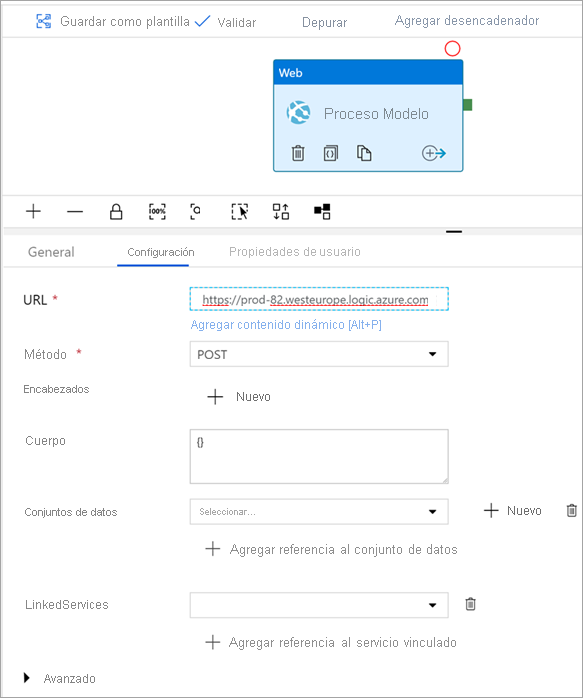 Guardar como plantilla Validar Depurar Agregar desencadenador
Web
Proceso Modelo
100%
General Configuración Propiedades de usuario
URL * https://prod-82.westeurope.logic.azure.com
Agregar contenido dinámico [Alt+P]
Método * POST
Encabezados Nuevo
Cuerpo {}
Conjuntos de datos Seleccionar... Nuevo
Agregar referencia al conjunto de datos
LinkedServices
Agregar referencia al servicio vinculado
Avanzado